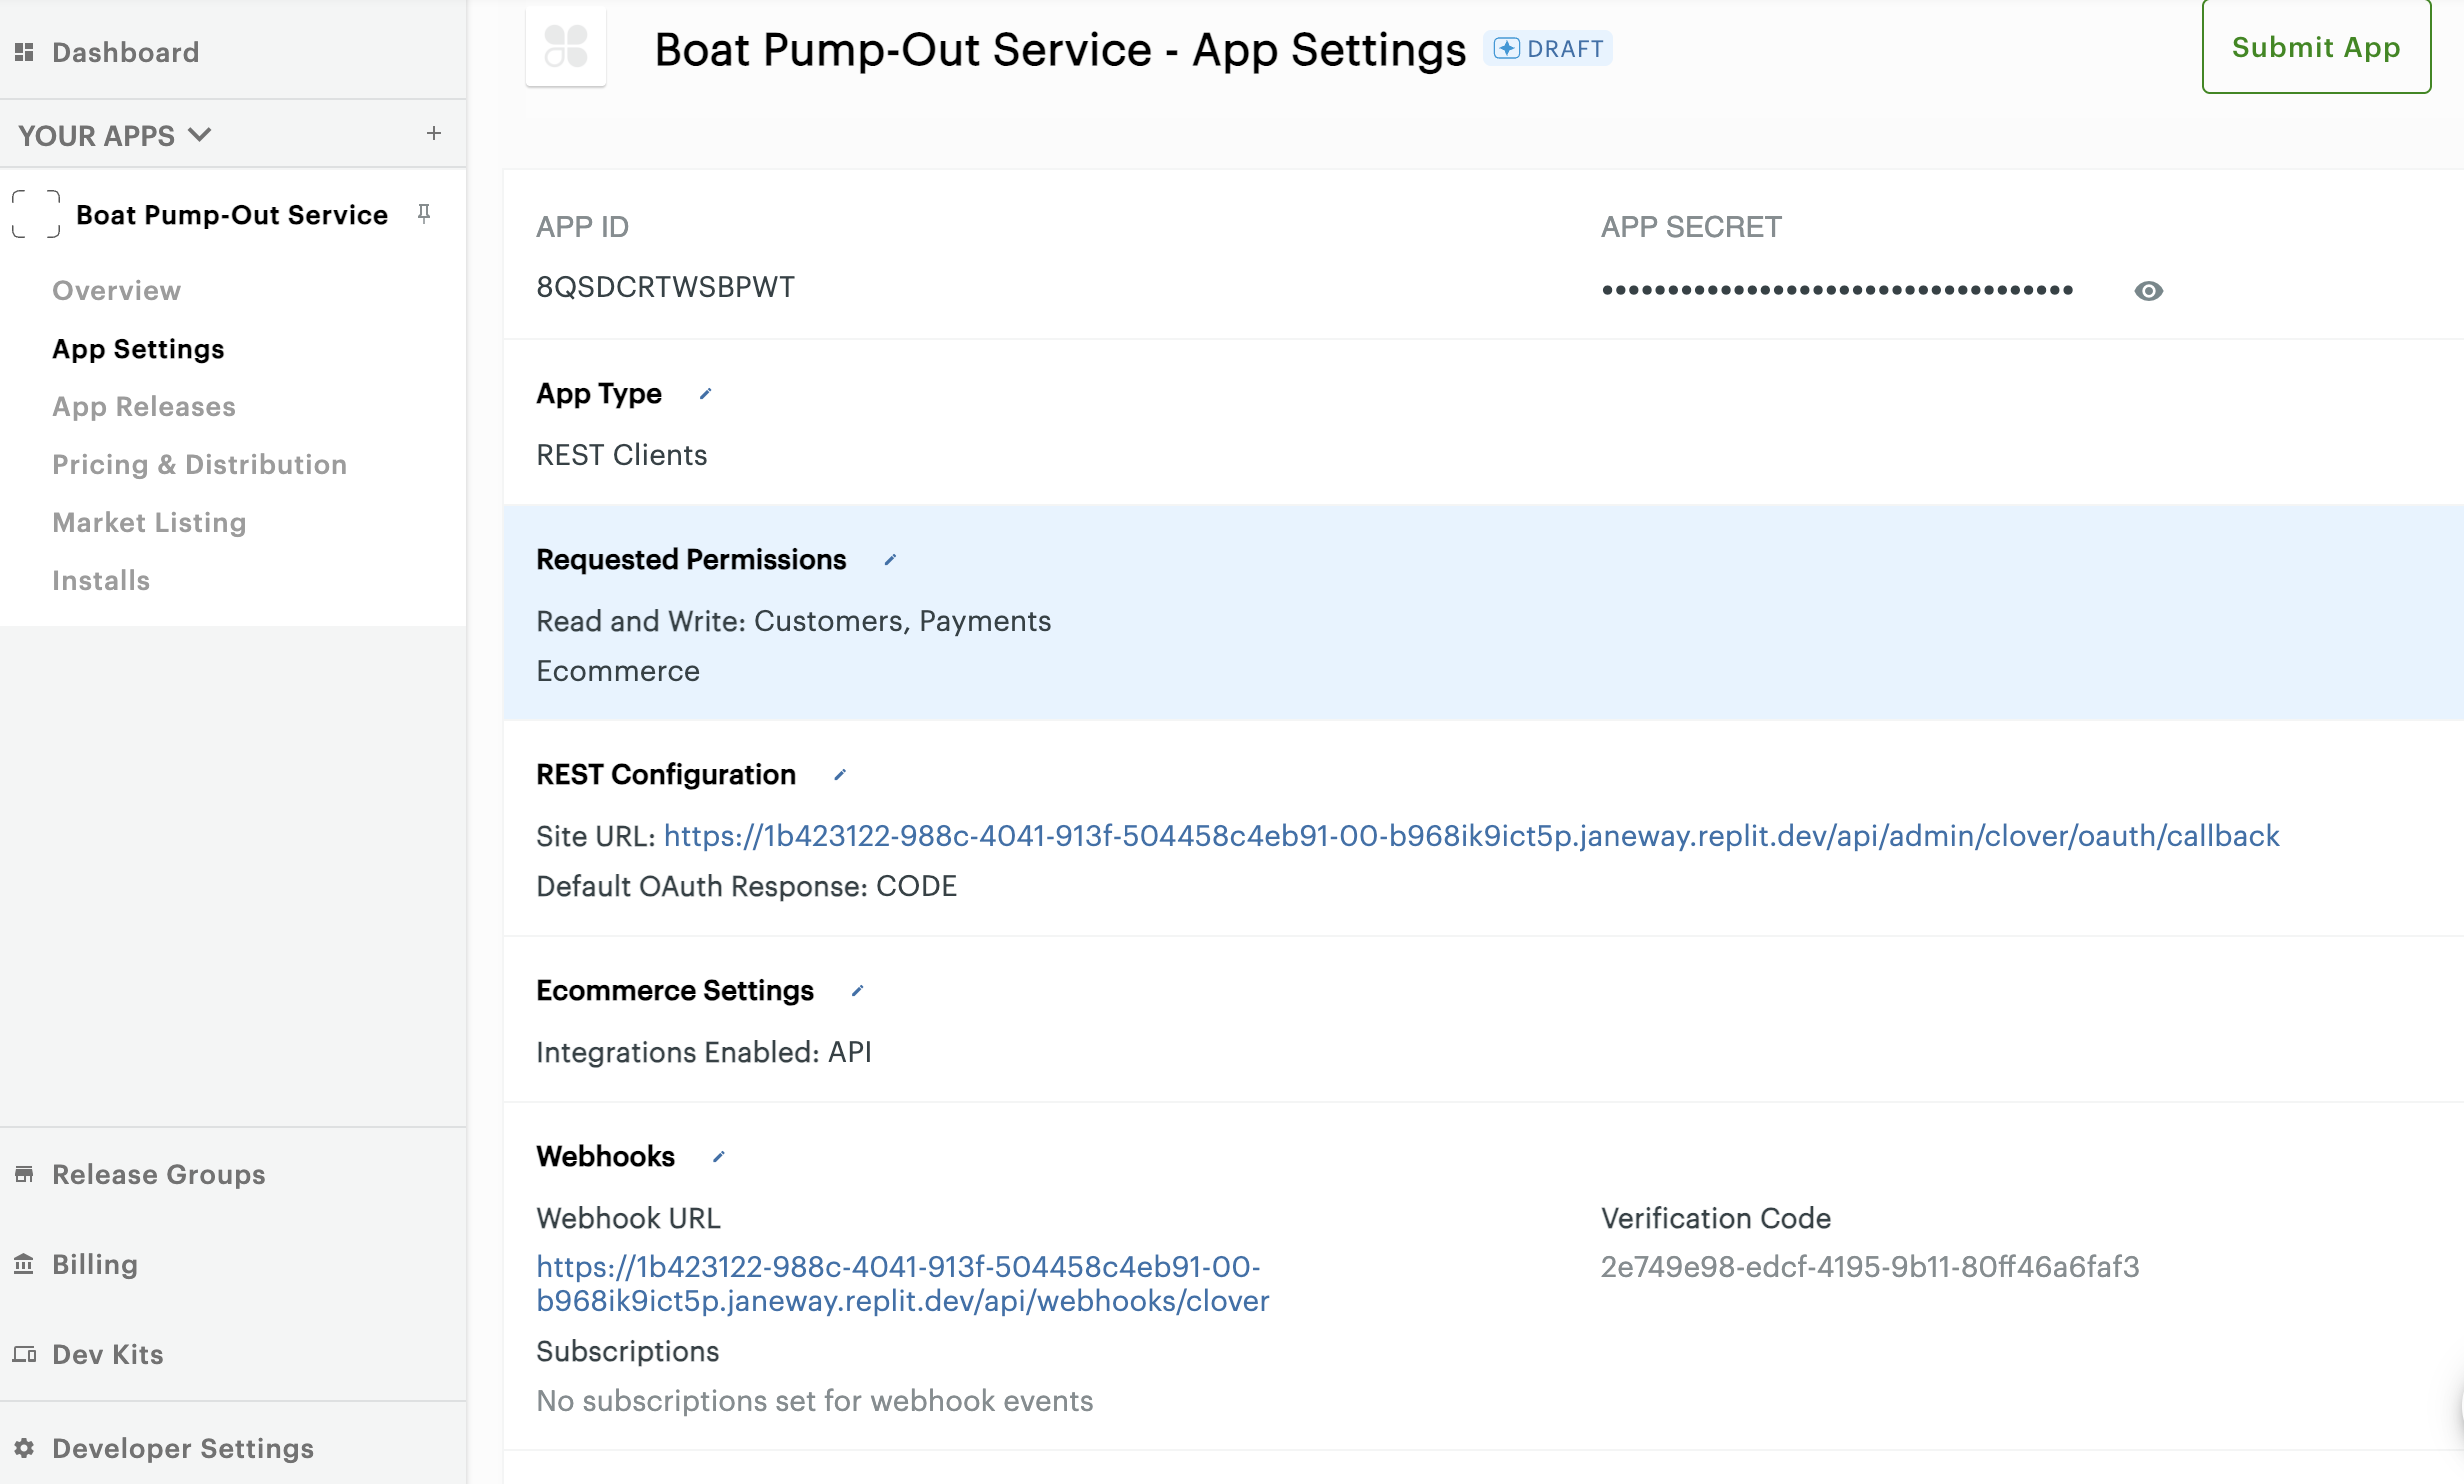 Dashboard
YOUR APPS
Boat Pump-Out Service
Overview
App Settings
App Releases
Pricing & Distribution
Market Listing
Installs
Release Groups
Billing
Dev Kits
Developer Settings
Boat Pump-Out Service - App Settings
DRAFT
Submit App
APP ID
8QSDCRTWSBPWT
APP SECRET
••••••••••••••••••••••••••••••••••••
App Type
REST Clients
Requested Permissions
Read and Write: Customers, Payments
Ecommerce
REST Configuration
Site URL: https://1b423122-988c-4041-913f-504458c4eb91-00-b968ik9ict5p.janeway.replit.dev/api/admin/clover/oauth/callback
Default OAuth Response: CODE
Ecommerce Settings
Integrations Enabled: API
Webhooks
Webhook URL
https://1b423122-988c-4041-913f-504458c4eb91-00-
b968ik9ict5p.janeway.replit.dev/api/webhooks/clover
Verification Code
2e749e98-edcf-4195-9b11-80ff46a6faf3
Subscriptions
No subscriptions set for webhook events